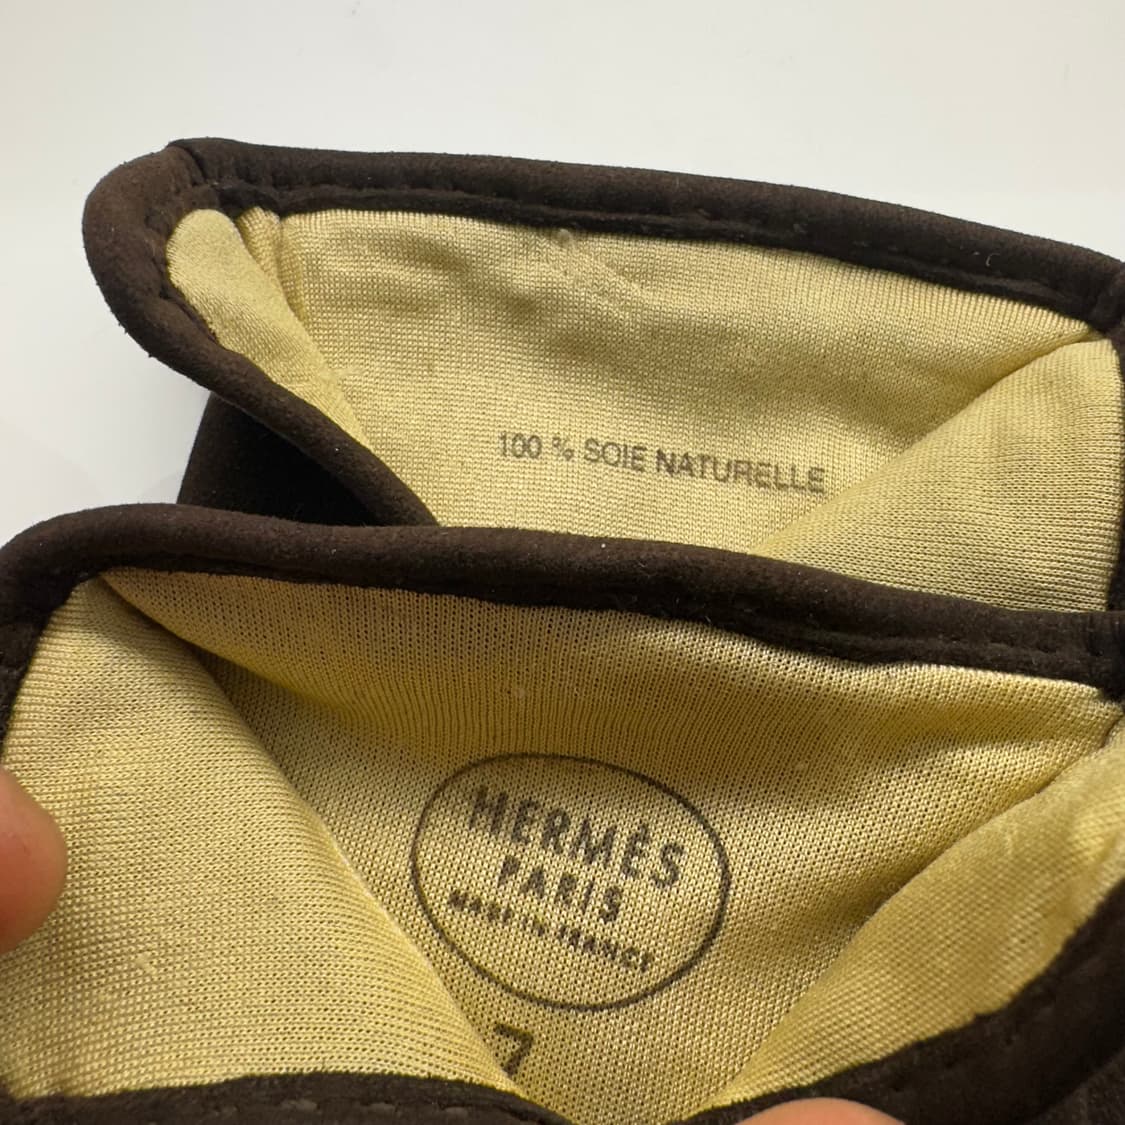 100 % SOIE NATURELLE
HERMÈS
PARIS
MADE IN FRANCE
7